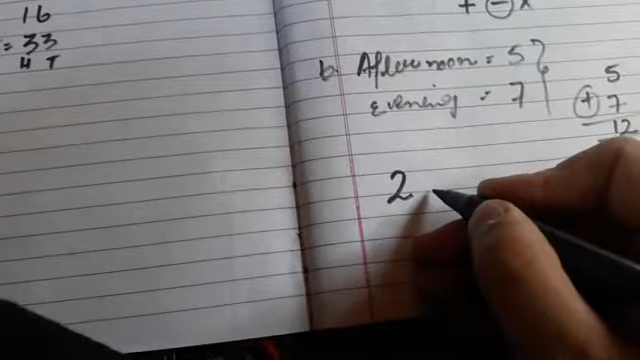 16
= 33
H T
+ - x
b. Afternoon = 5
evening = 7
5
+ 7
12
2